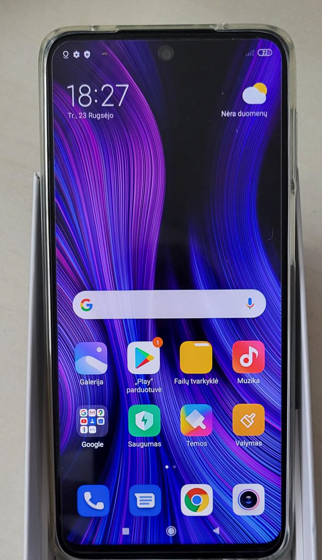 18:27
Tr., 23 Rugsėjo
Nėra duomenų
Galerija
„Play“
parduotuvė
Failų tvarkyklė
Muzika
Google
Saugumas
Temos
Valymas